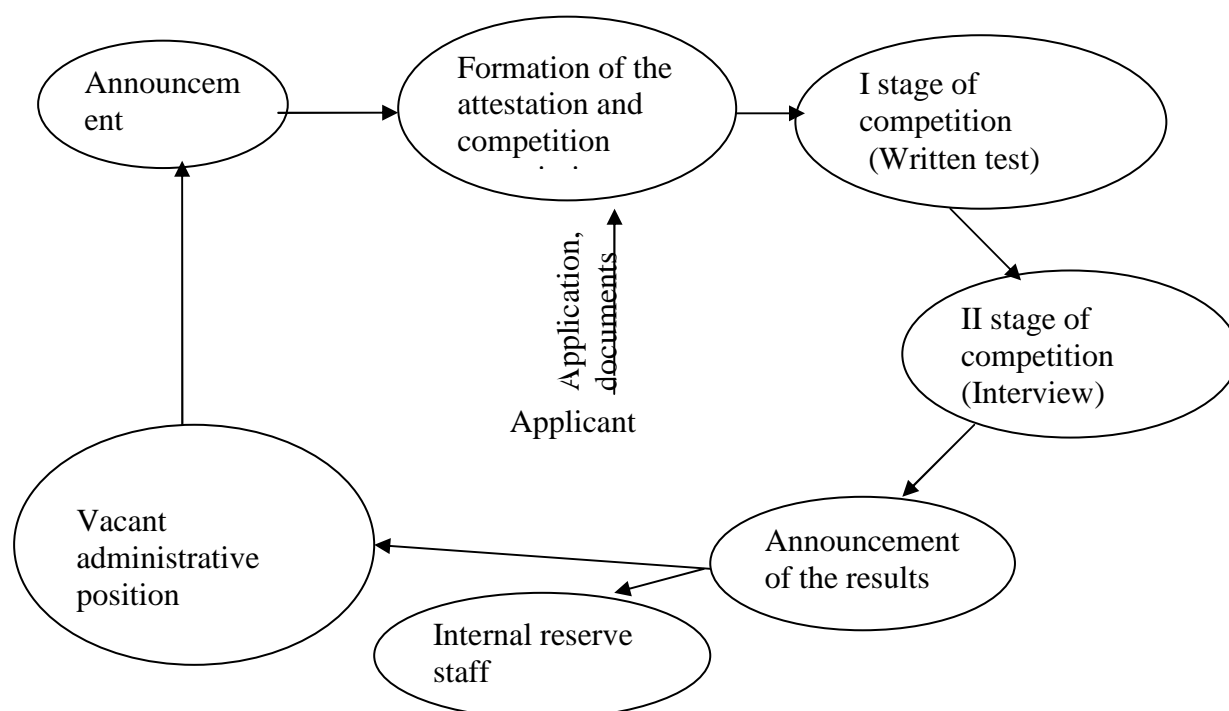 Announcem
ent
Formation of the
attestation and
competition
I stage of
competition
(Written test)
Application,
documents
Applicant
II stage of
competition
(Interview)
Vacant
administrative
position
Announcement
of the results
Internal reserve
staff